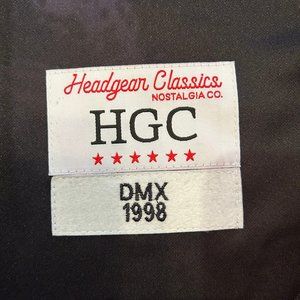 Headgear Classics
NOSTALGIA CO.
HGC
DMX
1998